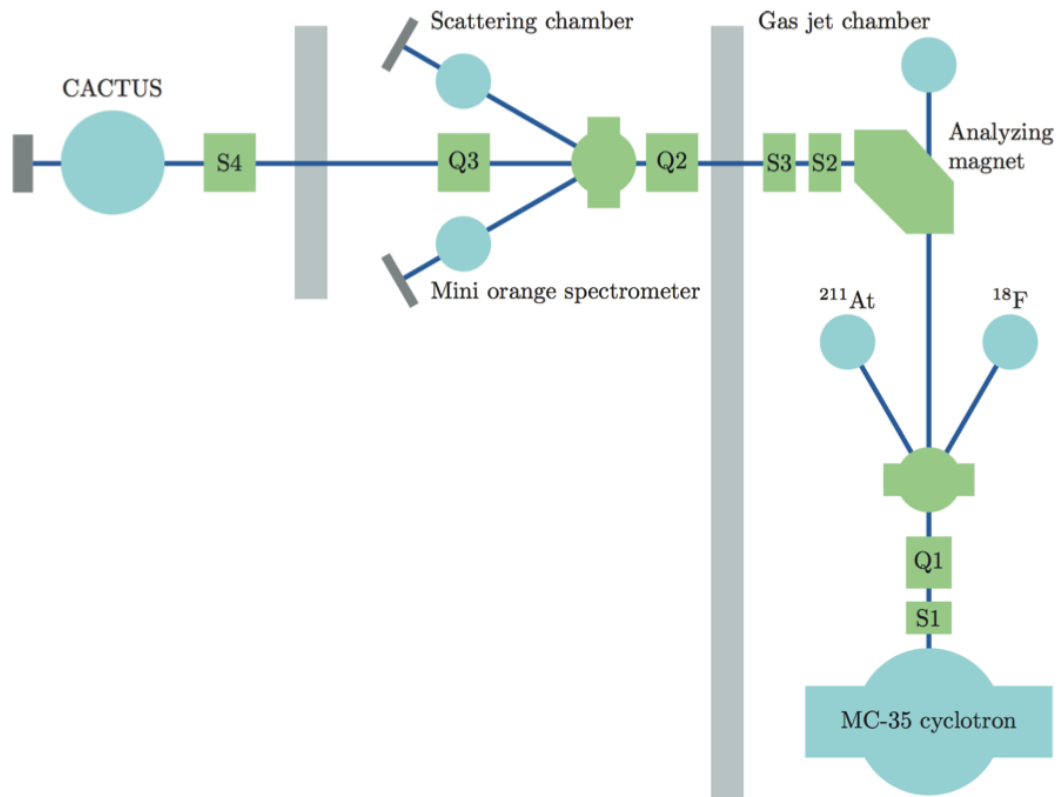 Scattering chamber
Gas jet chamber
CACTUS
Analyzing
magnet
S4
Q3
Q2
S3
S2
Mini orange spectrometer
²¹¹At
¹⁸F
Q1
S1
MC-35 cyclotron